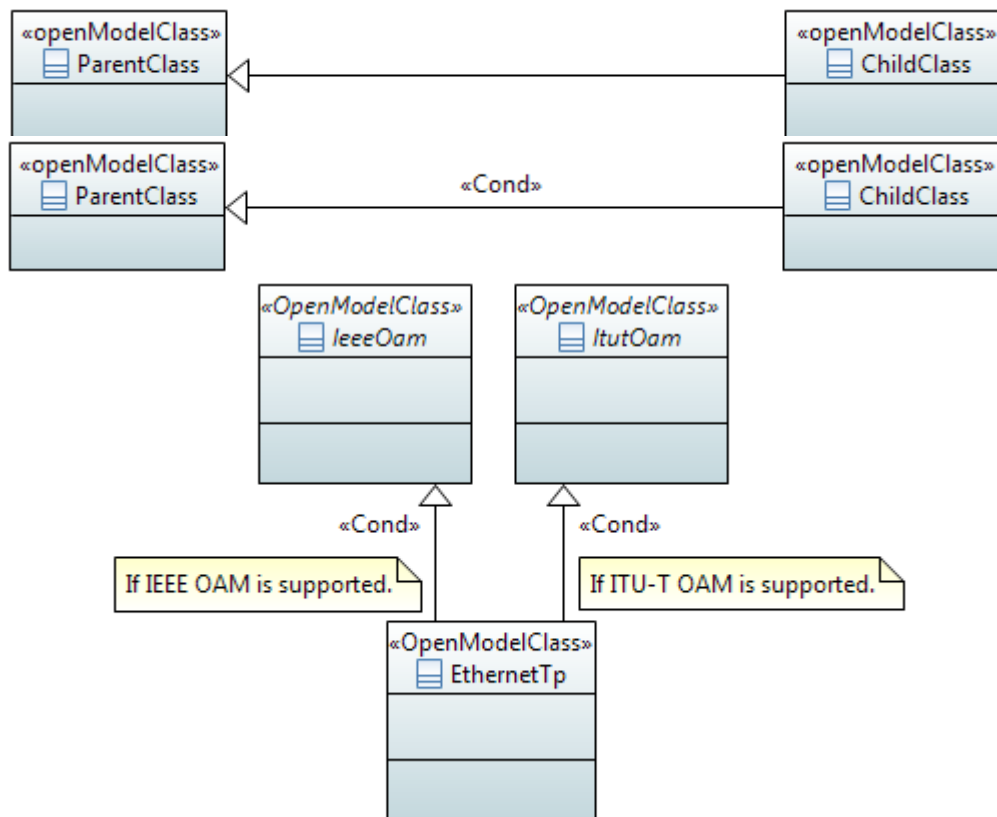 «openModelClass»
ParentClass
«openModelClass»
ChildClass
«openModelClass»
ParentClass
«Cond»
«openModelClass»
ChildClass
«OpenModelClass»
IeeeOam
«OpenModelClass»
ItutOam
«Cond»
«Cond»
If IEEE OAM is supported.
If ITU-T OAM is supported.
«OpenModelClass»
EthernetTp